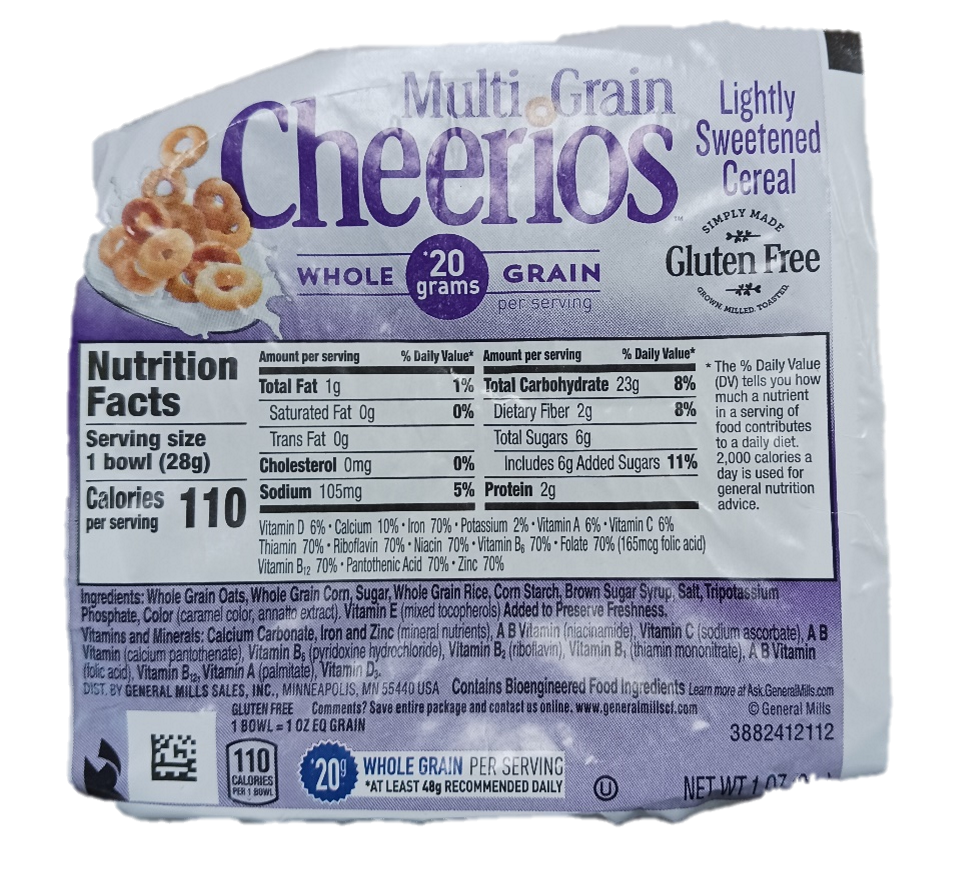 Multi Grain
Cheerios™
Lightly
Sweetened
Cereal
WHOLE *20 grams GRAIN
per serving
SIMPLY MADE
Gluten Free
GROWN. MILLED. TOASTED.
Nutrition
Facts
Serving size
1 bowl (28g)
Calories
per serving 110
Amount per serving % Daily Value*
Total Fat 1g 1%
Saturated Fat 0g 0%
Trans Fat 0g
Cholesterol 0mg 0%
Sodium 105mg 5%
Amount per serving % Daily Value*
Total Carbohydrate 23g 8%
Dietary Fiber 2g 8%
Total Sugars 6g
Includes 6g Added Sugars 11%
Protein 2g
Vitamin D 6% • Calcium 10% • Iron 70% • Potassium 2% • Vitamin A 6% • Vitamin C 6%
Thiamin 70% • Riboflavin 70% • Niacin 70% • Vitamin B₆ 70% • Folate 70% (165mcg folic acid)
Vitamin B₁₂ 70% • Pantothenic Acid 70% • Zinc 70%
* The % Daily Value
(DV) tells you how
much a nutrient
in a serving of
food contributes
to a daily diet.
2,000 calories a
day is used for
general nutrition
advice.
Ingredients: Whole Grain Oats, Whole Grain Corn, Sugar, Whole Grain Rice, Corn Starch, Brown Sugar Syrup, Salt, Tripotassium
Phosphate, Color (caramel color, annatto extract). Vitamin E (mixed tocopherols) Added to Preserve Freshness.
Vitamins and Minerals: Calcium Carbonate, Iron and Zinc (mineral nutrients), A B Vitamin (niacinamide), Vitamin C (sodium ascorbate), A B
Vitamin (calcium pantothenate), Vitamin B₆ (pyridoxine hydrochloride), Vitamin B₂ (riboflavin), Vitamin B₁ (thiamin mononitrate), A B Vitamin
(folic acid), Vitamin B₁₂, Vitamin A (palmitate), Vitamin D₃.
DIST. BY GENERAL MILLS SALES, INC., MINNEAPOLIS, MN 55440 USA Contains Bioengineered Food Ingredients Learn more at Ask.GeneralMills.com
GLUTEN FREE Comments? Save entire package and contact us online. www.generalmillscf.com © General Mills
1 BOWL = 1 OZ EQ GRAIN
3882412112
110
CALORIES
PER 1 BOWL
*20g WHOLE GRAIN PER SERVING
*AT LEAST 48g RECOMMENDED DAILY
U
NET WT 1 OZ